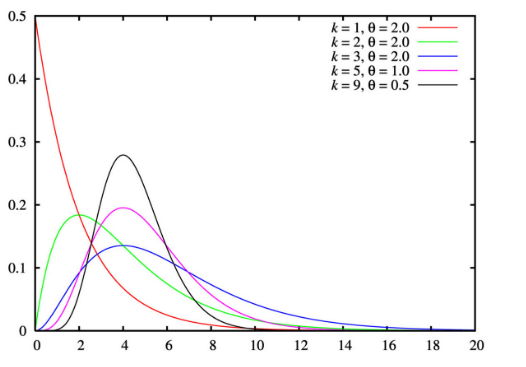 0.5
k = 1, θ = 2.0
k = 2, θ = 2.0
k = 3, θ = 2.0
k = 5, θ = 1.0
k = 9, θ = 0.5
0.4
0.3
0.2
0.1
0
0 2 4 6 8 10 12 14 16 18 20